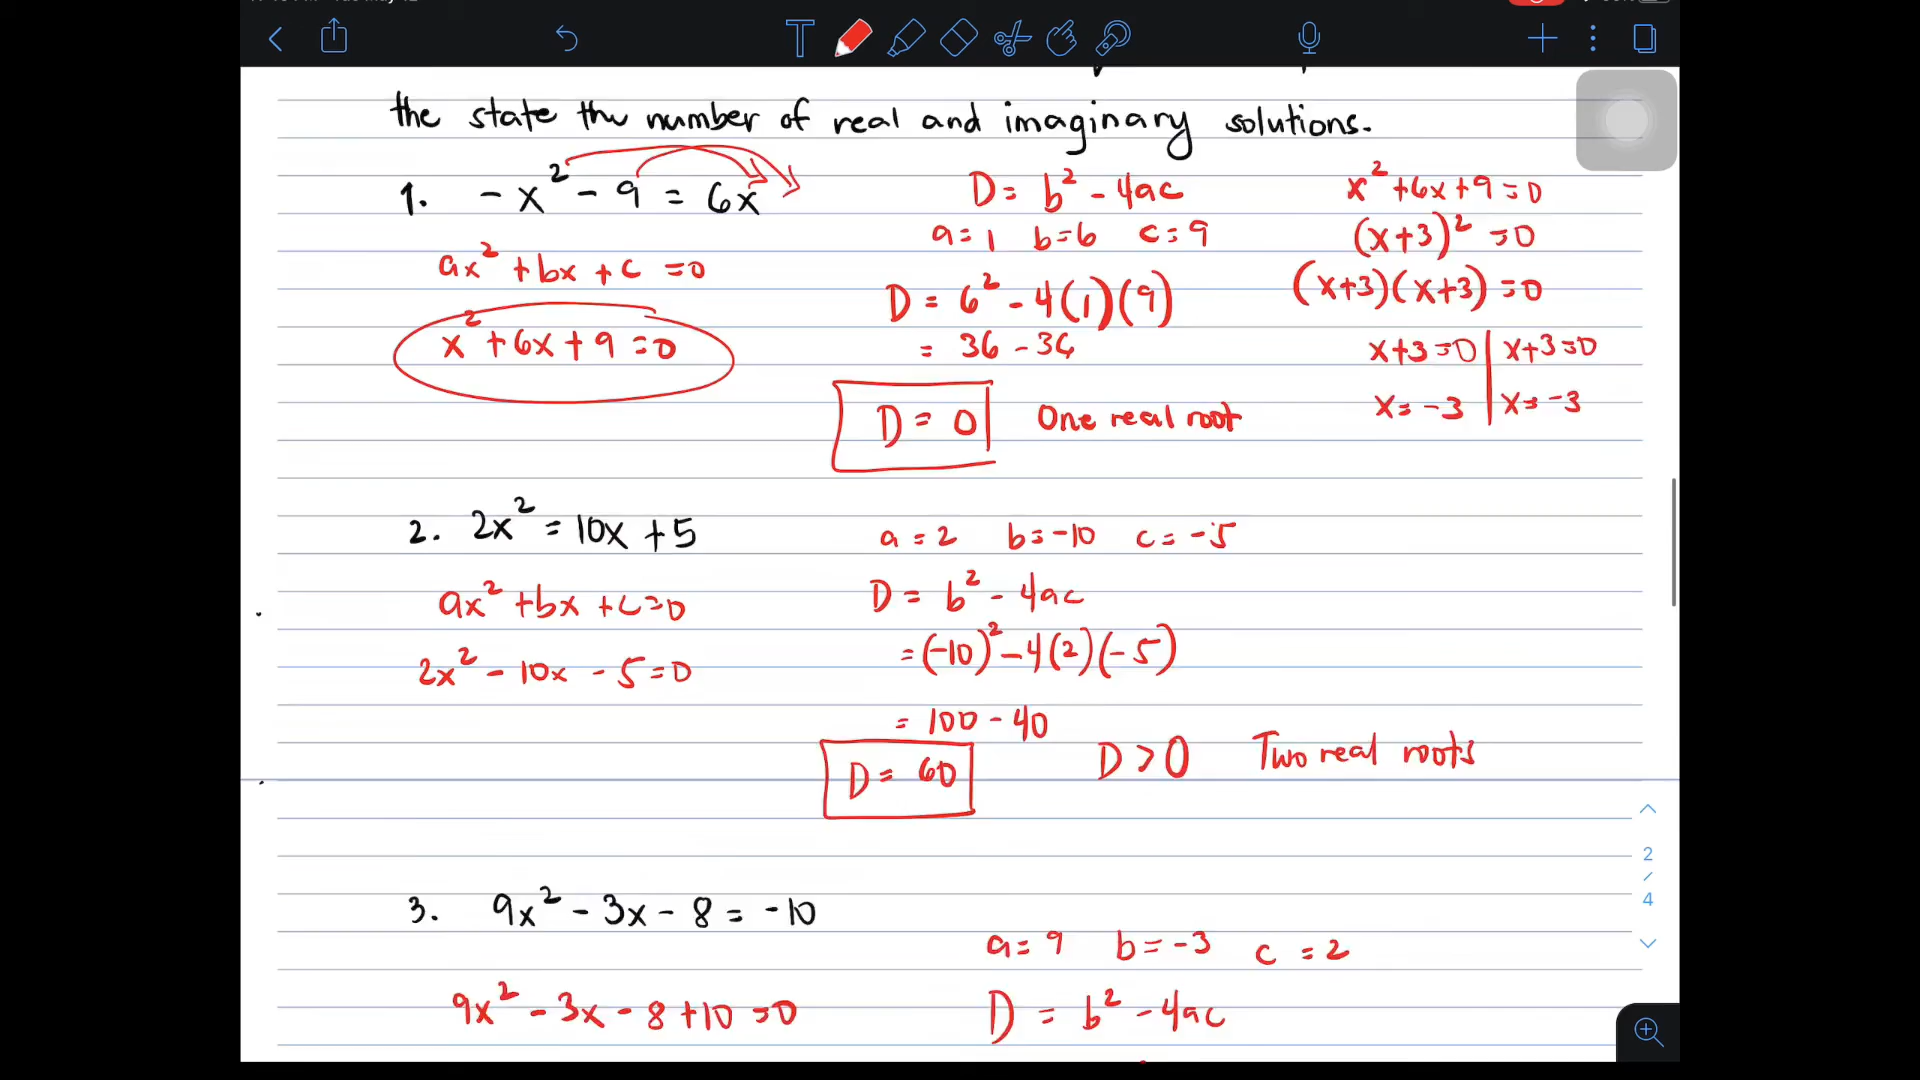 the state the number of real and imaginary solutions.
1. -x² - 9 = 6x
ax² + bx + c = 0
x² + 6x + 9 = 0
D = b² - 4ac
a = 1 b = 6 c = 9
D = 6² - 4(1)(9)
= 36 - 36
D = 0 One real root
x² + 6x + 9 = 0
(x+3)² = 0
(x+3)(x+3) = 0
x+3 = 0 | x+3 = 0
x = -3 | x = -3
2. 2x² = 10x + 5
ax² + bx + c = 0
2x² - 10x - 5 = 0
a = 2 b = -10 c = -5
D = b² - 4ac
= (-10)² - 4(2)(-5)
= 100 - 40
D = 60 D > 0 Two real roots
3. 9x² - 3x - 8 = -10
9x² - 3x - 8 + 10 = 0
a = 9 b = -3 c = 2
D = b² - 4ac
2
/
4